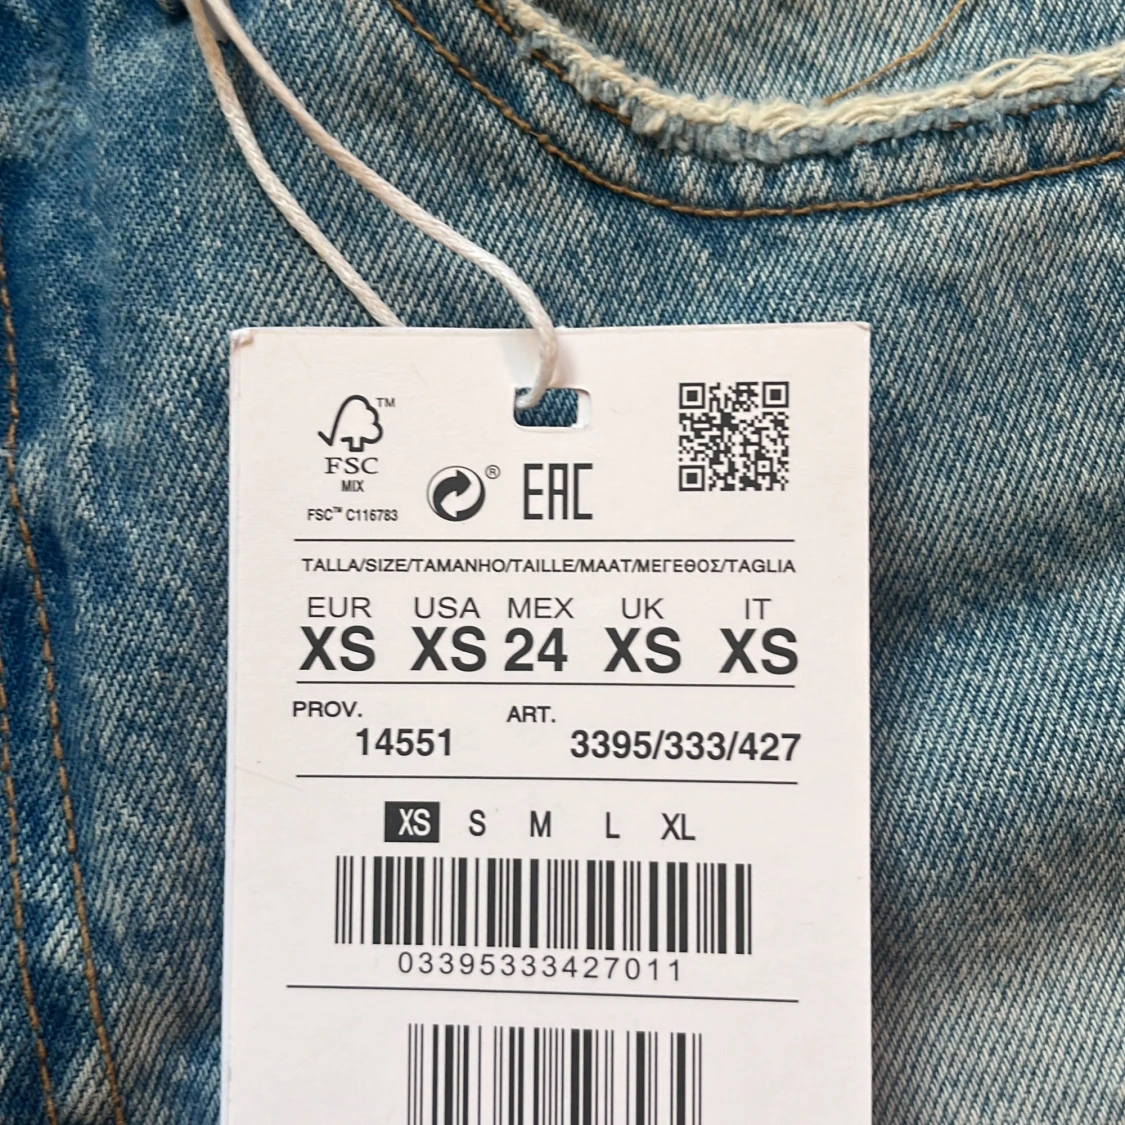 TM
FSC
MIX
FSC™ C116783
®
EAC
TALLA/SIZE/TAMANHO/TAILLE/MAAT/ΜΕΓΕΘΟΣ/TAGLIA
EUR USA MEX UK IT
XS XS 24 XS XS
PROV. ART.
14551 3395/333/427
XS S M L XL
03395333427011